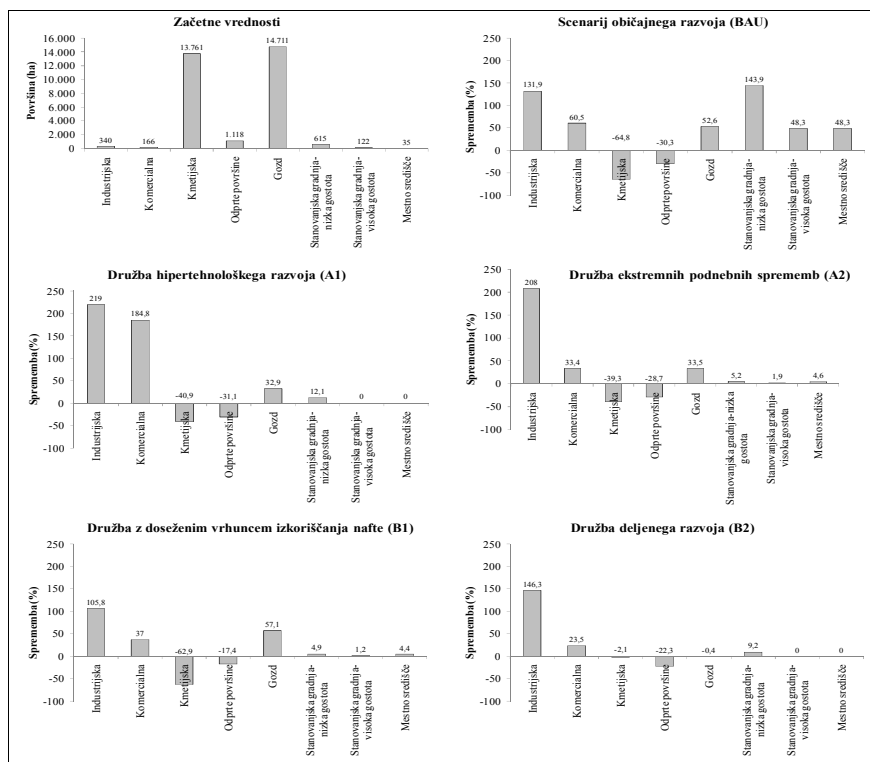 Začetne vrednosti
Površina (ha)
16.000
14.000
12.000
10.000
8.000
6.000
4.000
2.000
0
340
166
13.761
1.118
14.711
615
122
35
Industrijska
Komercialna
Kmetijska
Odprte površine
Gozd
Stanovanjska gradnja-
nizka gostota
Stanovanjska gradnja-
visoka gostota
Mestno središče
Scenarij običajnega razvoja (BAU)
Sprememba (%)
250
200
150
100
50
0
-50
-100
131,9
60,5
-64,8
-30,3
52,6
143,9
48,3
48,3
Industrijska
Komercialna
Kmetijska
Odprte površine
Gozd
Stanovanjska gradnja-
nizka gostota
Stanovanjska gradnja-
visoka gostota
Mestno središče
Družba hipertehnološkega razvoja (A1)
Sprememba (%)
250
200
150
100
50
0
-50
-100
219
184,8
-40,9
-31,1
32,9
12,1
0
0
Industrijska
Komercialna
Kmetijska
Odprte površine
Gozd
Stanovanjska gradnja-
nizka gostota
Stanovanjska gradnja-
visoka gostota
Mestno središče
Družba ekstremnih podnebnih sprememb (A2)
Sprememba (%)
250
200
150
100
50
0
-50
-100
208
33,4
-39,3
-28,7
33,5
5,2
1,9
4,6
Industrijska
Komercialna
Kmetijska
Odprte površine
Gozd
Stanovanjska gradnja-nizka
gostota
Stanovanjska gradnja-
visoka gostota
Mestno središče
Družba z doseženim vrhuncem izkoriščanja nafte (B1)
Sprememba (%)
250
200
150
100
50
0
-50
-100
105,8
37
-62,9
-17,4
57,1
4,9
1,2
4,4
Industrijska
Komercialna
Kmetijska
Odprte površine
Gozd
Stanovanjska gradnja-
nizka gostota
Stanovanjska gradnja-
visoka gostota
Mestno središče
Družba deljenega razvoja (B2)
Sprememba (%)
250
200
150
100
50
0
-50
-100
146,3
23,5
-2,1
-22,3
-0,4
9,2
0
0
Industrijska
Komercialna
Kmetijska
Odprte površine
Gozd
Stanovanjska gradnja-
nizka gostota
Stanovanjska gradnja-
visoka gostota
Mestno središče